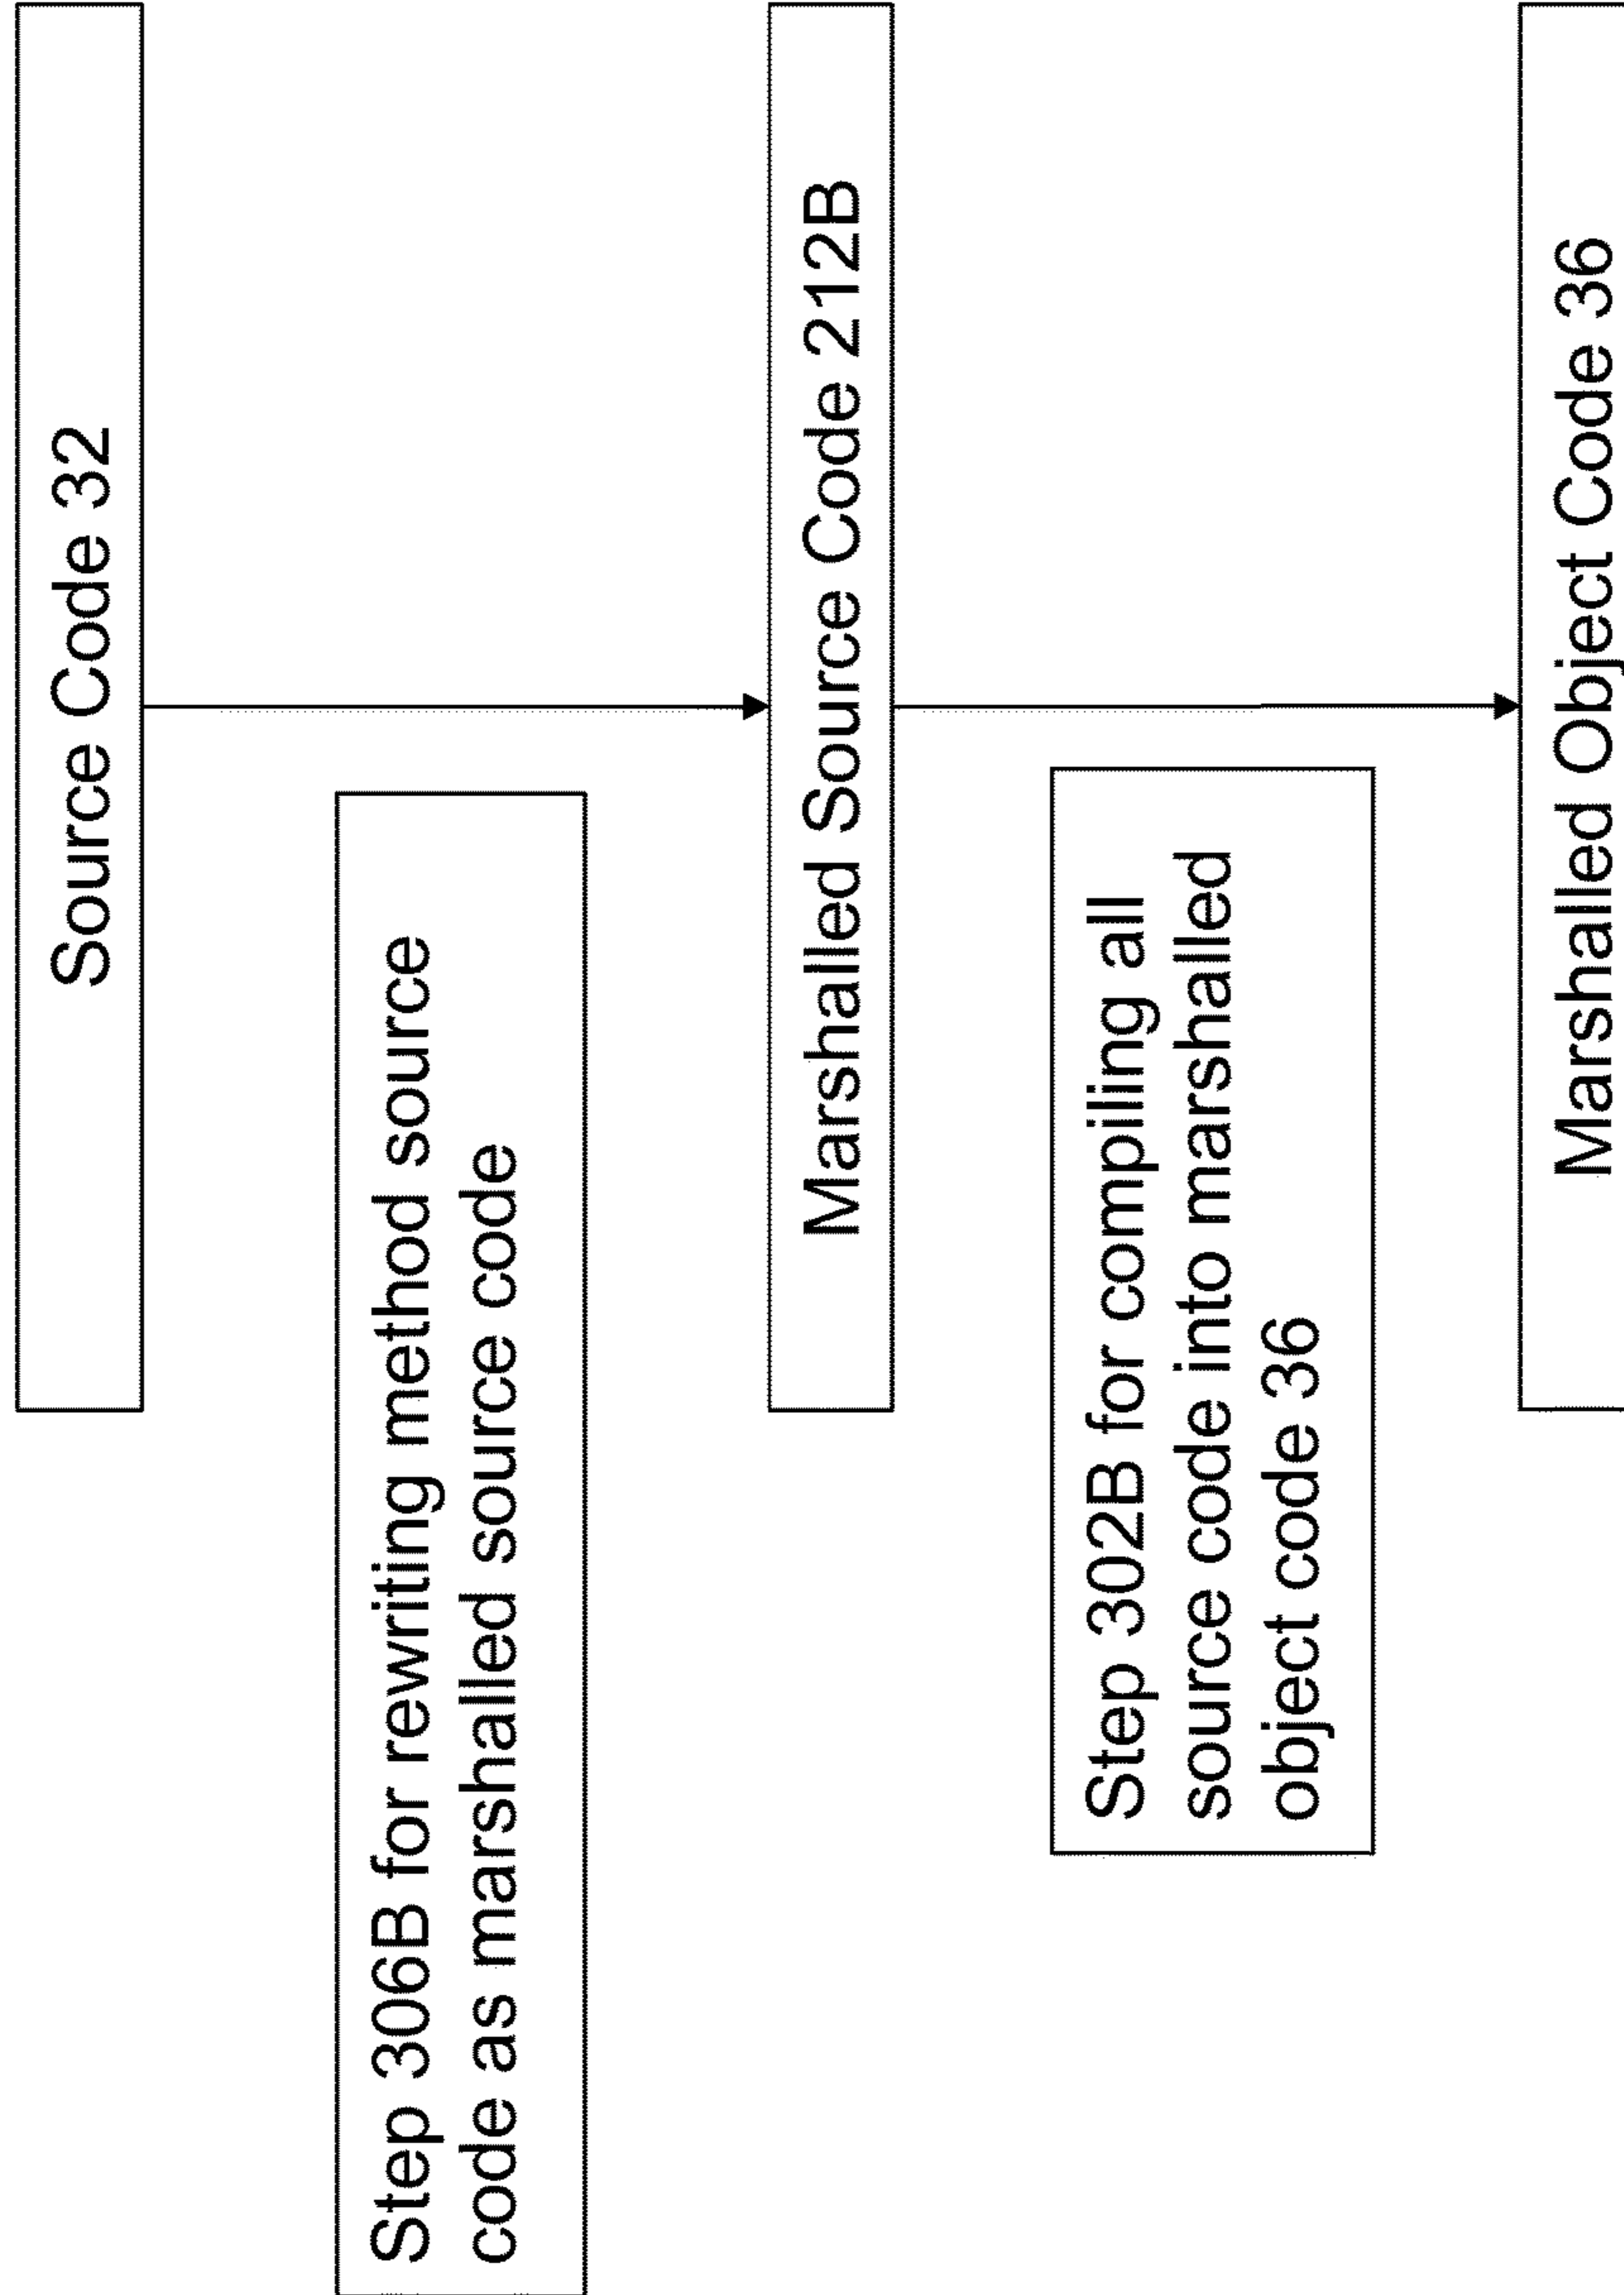 Source Code 32
Step 306B for rewriting method source
code as marshalled source code
Marshalled Source Code 212B
Step 302B for compiling all
source code into marshalled
object code 36
Marshalled Object Code 36